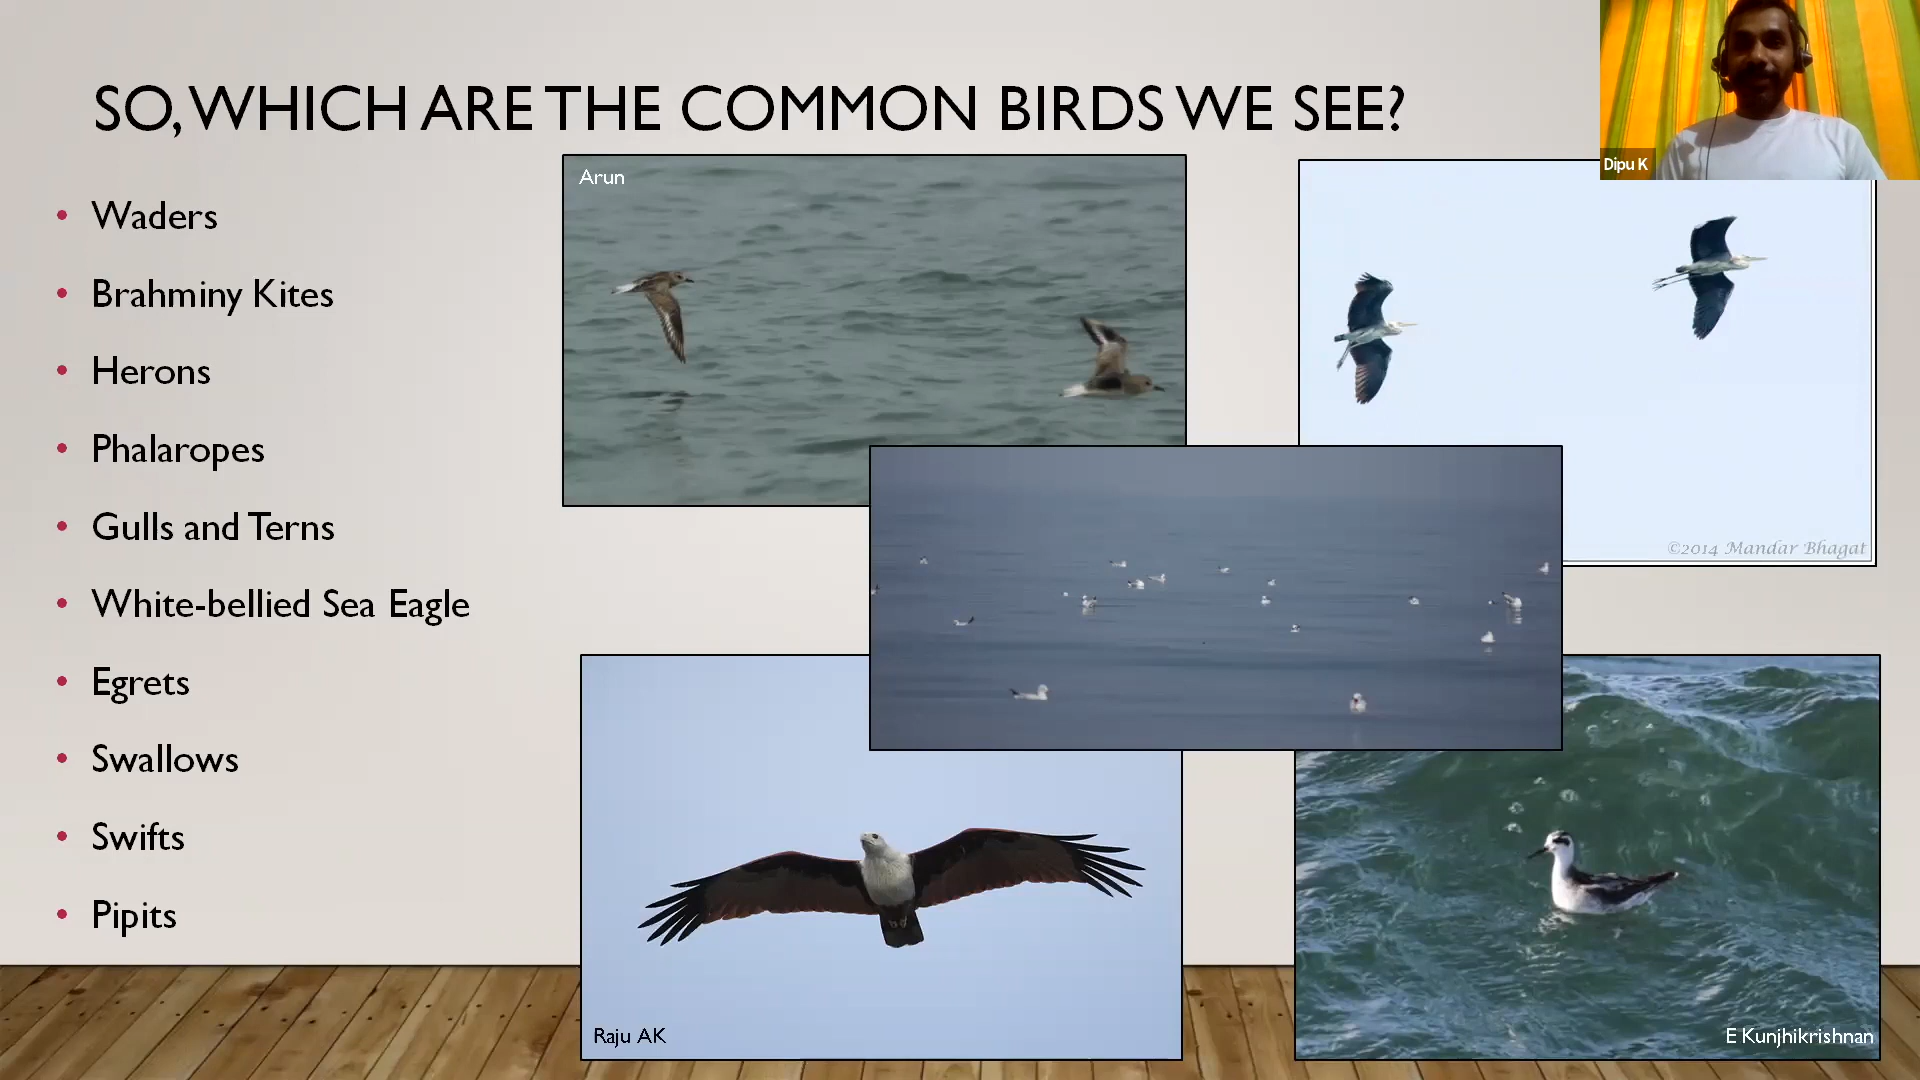 SO, WHICH ARE THE COMMON BIRDS WE SEE?
Dipu K
• Waders
• Brahminy Kites
• Herons
• Phalaropes
• Gulls and Terns
• White-bellied Sea Eagle
• Egrets
• Swallows
• Swifts
• Pipits
Arun
©2014 Mandar Bhagat
Raju AK
E Kunjhikrishnan